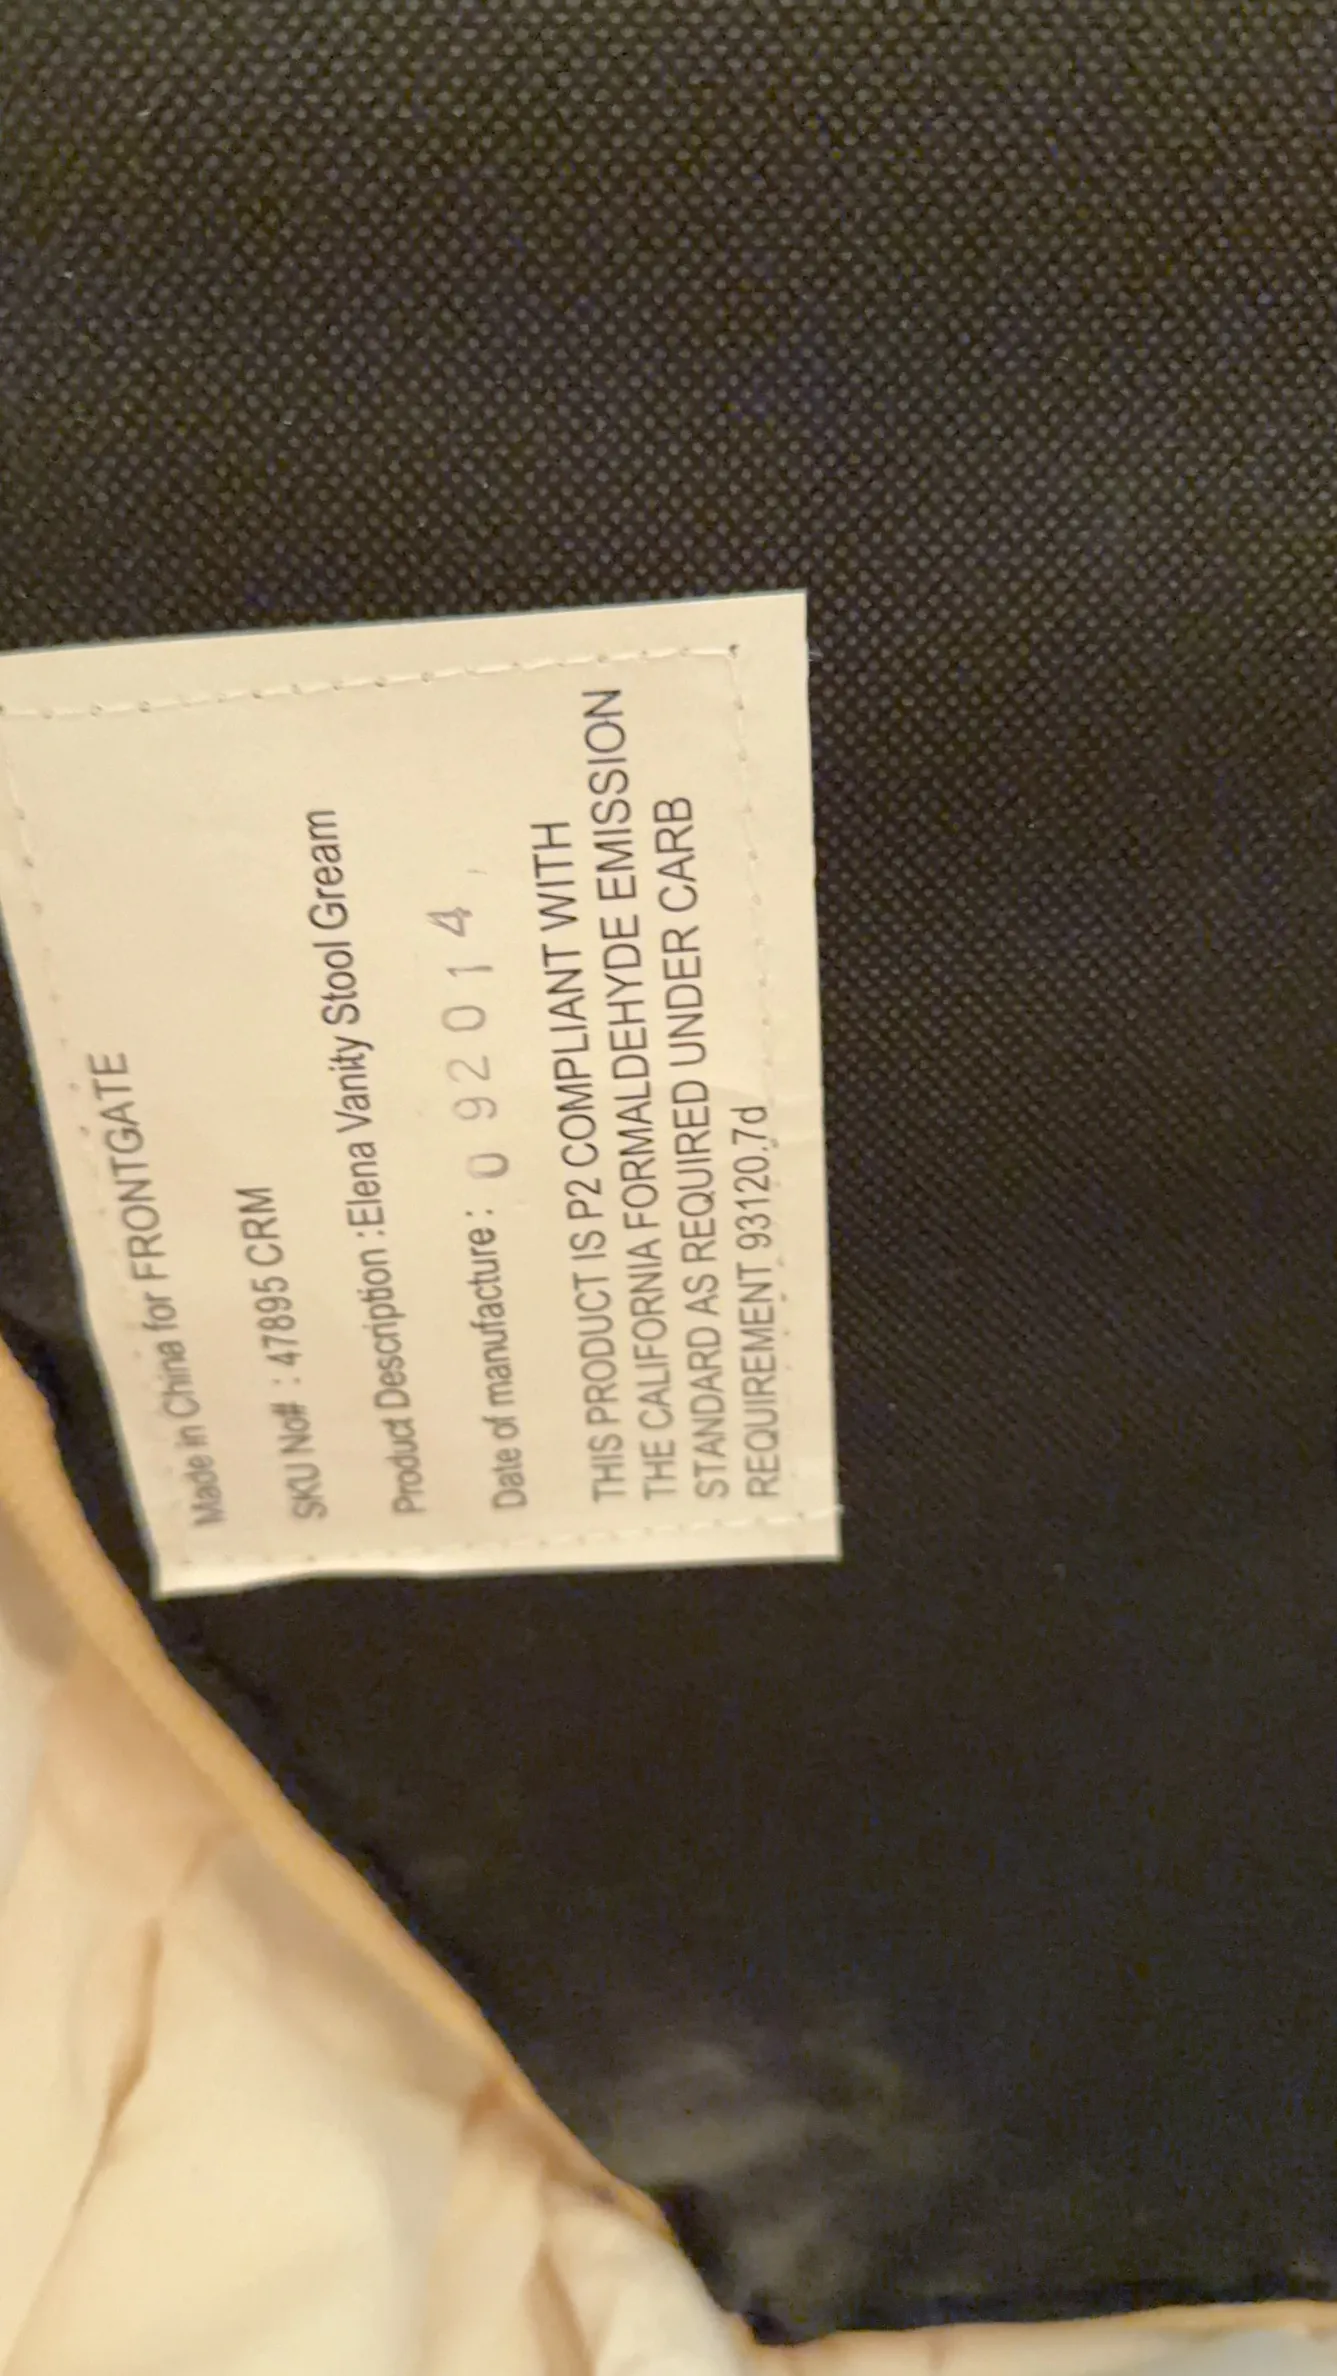 Made in China for FRONTGATE
SKU No# : 47895 CRM
Product Description :Elena Vanity Stool Gream
Date of manufacture : 0 9 2 0 1 4
THIS PRODUCT IS P2 COMPLIANT WITH
THE CALIFORNIA FORMALDEHYDE EMISSION
STANDARD AS REQUIRED UNDER CARB
REQUIREMENT 93120.7d